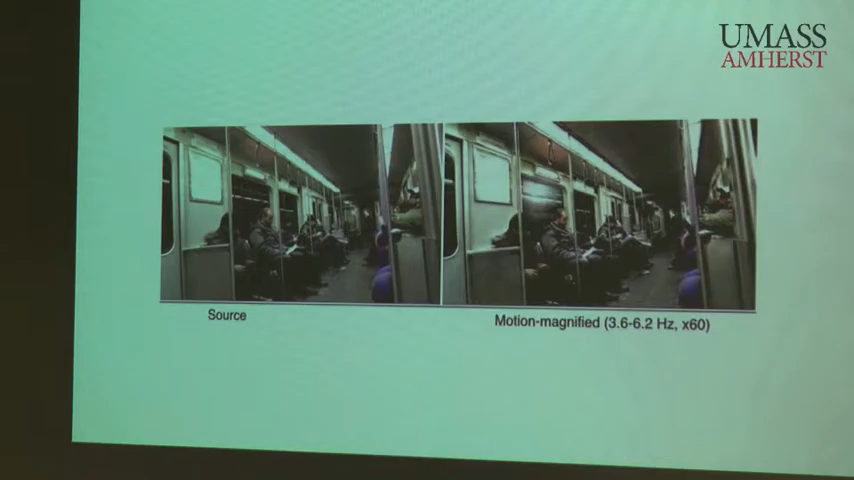 UMASS
AMHERST
Source
Motion-magnified (3.6-6.2 Hz, x60)